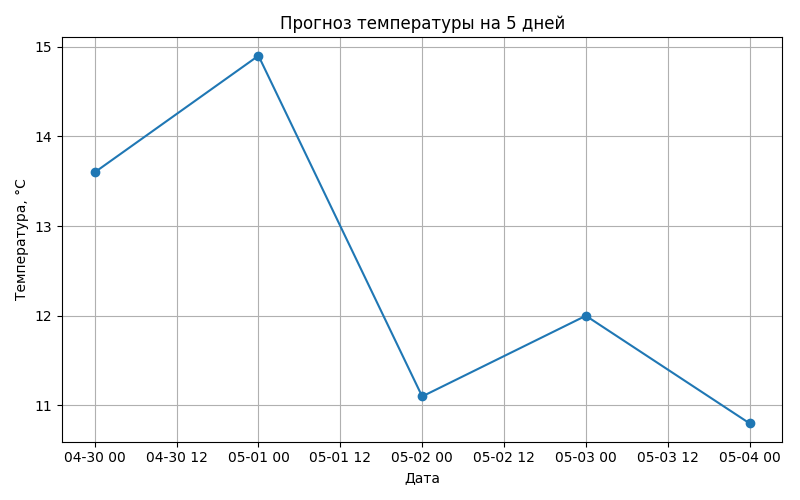 Прогноз температуры на 5 дней
15
14
13
12
11
Температура, °C
04-30 00 04-30 12 05-01 00 05-01 12 05-02 00 05-02 12 05-03 00 05-03 12 05-04 00
Дата